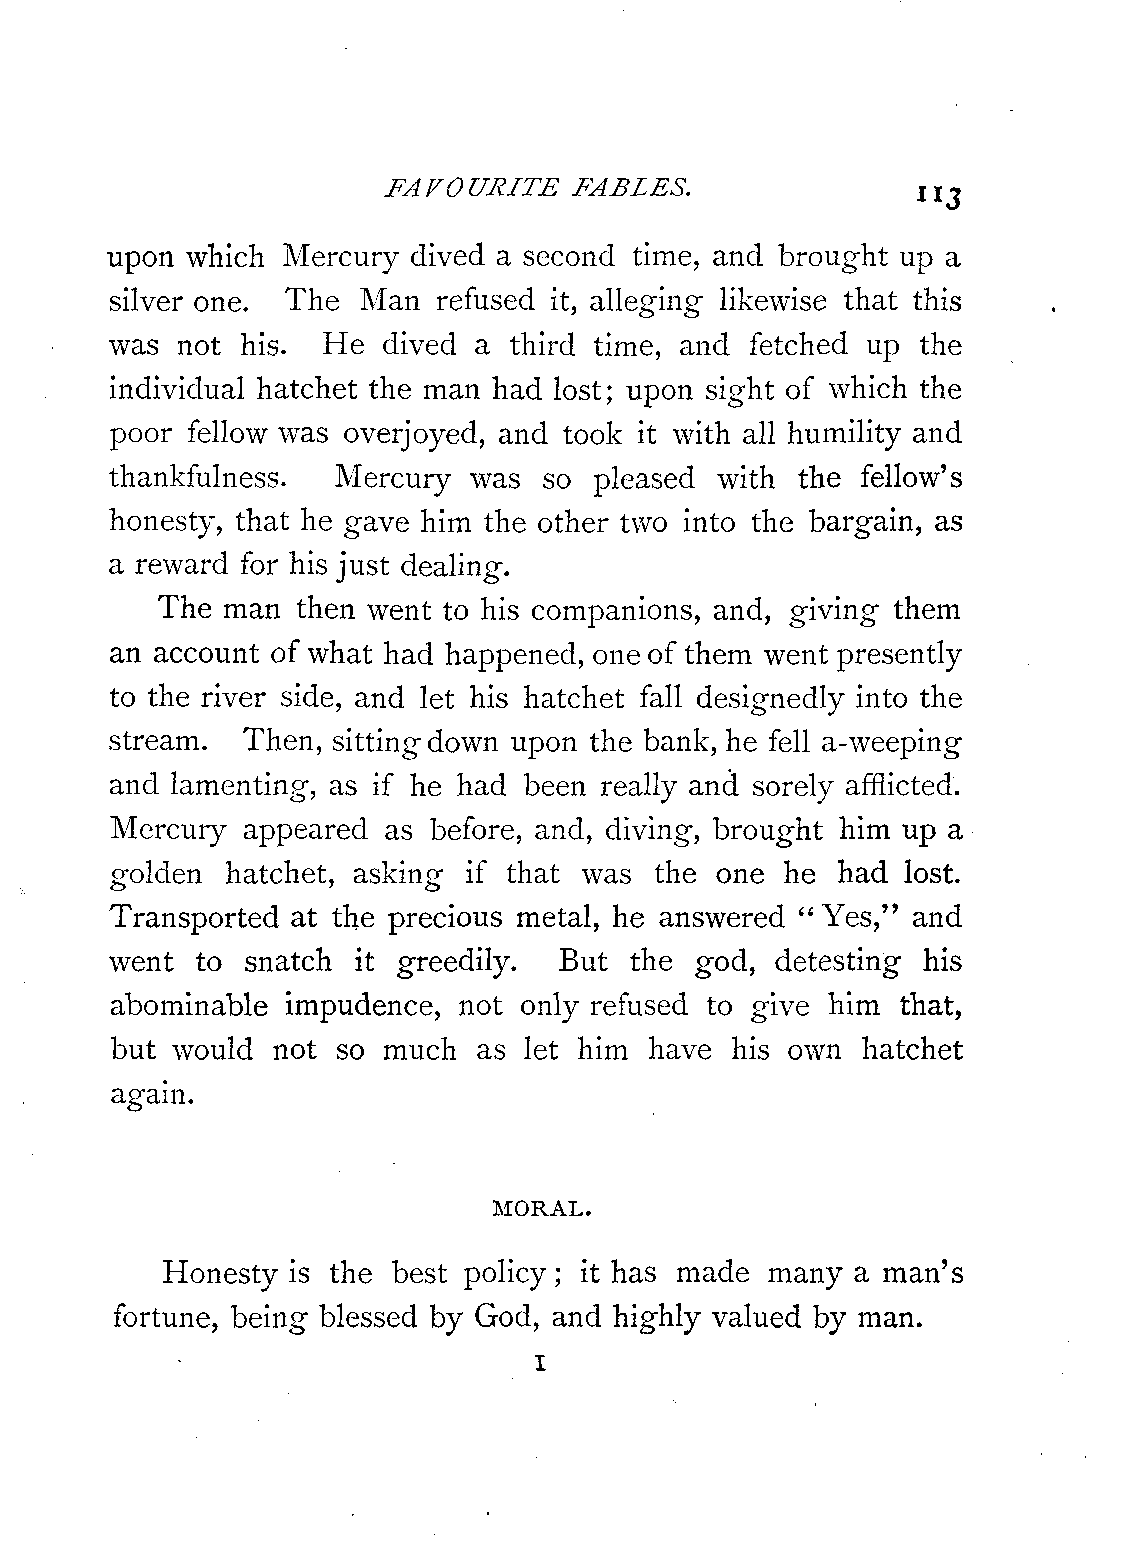 FAVOURITE FABLES. 113
upon which Mercury dived a second time, and brought up a
silver one. The Man refused it, alleging likewise that this
was not his. He dived a third time, and fetched up the
individual hatchet the man had lost; upon sight of which the
poor fellow was overjoyed, and took it with all humility and
thankfulness. Mercury was so pleased with the fellow's
honesty, that he gave him the other two into the bargain, as
a reward for his just dealing.
The man then went to his companions, and, giving them
an account of what had happened, one of them went presently
to the river side, and let his hatchet fall designedly into the
stream. Then, sitting down upon the bank, he fell a-weeping
and lamenting, as if he had been really and sorely afflicted.
Mercury appeared as before, and, diving, brought him up a
golden hatchet, asking if that was the one he had lost.
Transported at the precious metal, he answered "Yes," and
went to snatch it greedily. But the god, detesting his
abominable impudence, not only refused to give him that,
but would not so much as let him have his own hatchet
again.
MORAL.
Honesty is the best policy; it has made many a man's
fortune, being blessed by God, and highly valued by man.
I